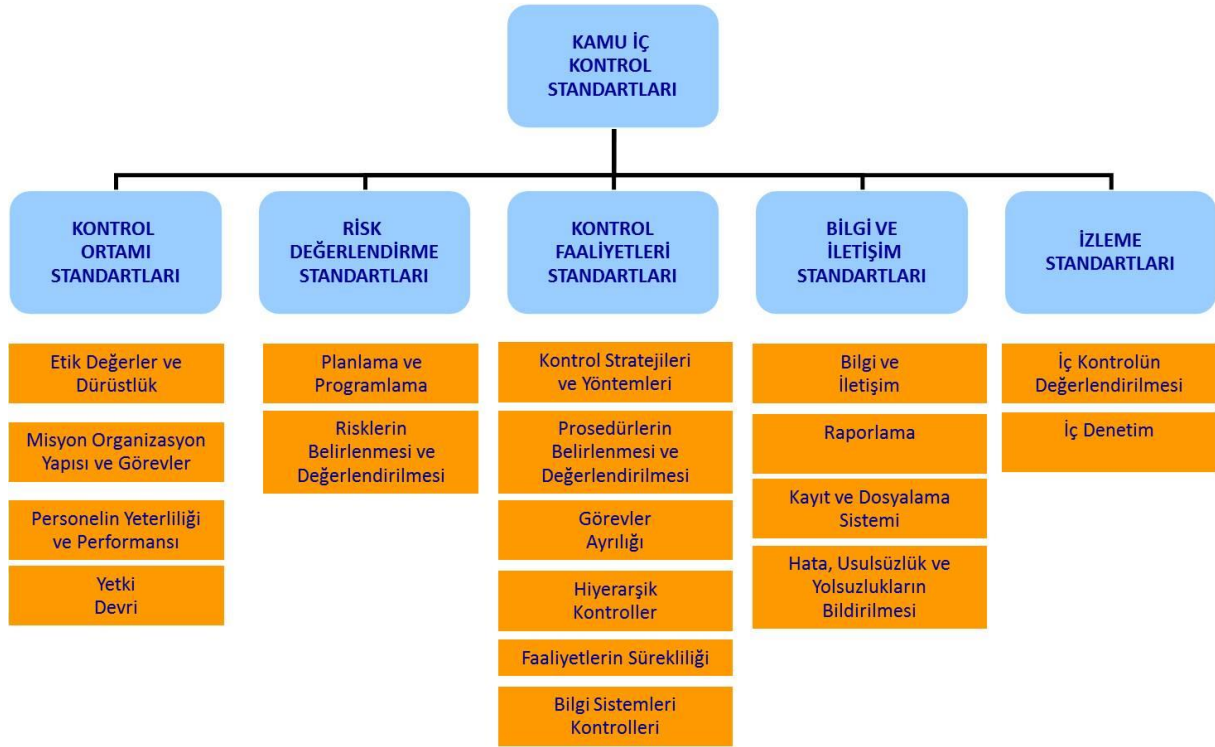 KAMU İÇ
KONTROL
STANDARTLARI
KONTROL
ORTAMI
STANDARTLARI
RİSK
DEĞERLENDİRME
STANDARTLARI
KONTROL
FAALİYETLERİ
STANDARTLARI
BİLGİ VE
İLETİŞİM
STANDARTLARI
İZLEME
STANDARTLARI
Etik Değerler ve
Dürüstlük
Misyon Organizasyon
Yapısı ve Görevler
Personelin Yeterliliği
ve Performansı
Yetki
Devri
Planlama ve
Programlama
Risklerin
Belirlenmesi ve
Değerlendirilmesi
Kontrol Stratejileri
ve Yöntemleri
Prosedürlerin
Belirlenmesi ve
Değerlendirilmesi
Görevler
Ayrılığı
Hiyerarşik
Kontroller
Faaliyetlerin Sürekliliği
Bilgi Sistemleri
Kontrolleri
Bilgi ve
İletişim
Raporlama
Kayıt ve Dosyalama
Sistemi
Hata, Usulsüzlük ve
Yolsuzlukların
Bildirilmesi
İç Kontrolün
Değerlendirilmesi
İç Denetim